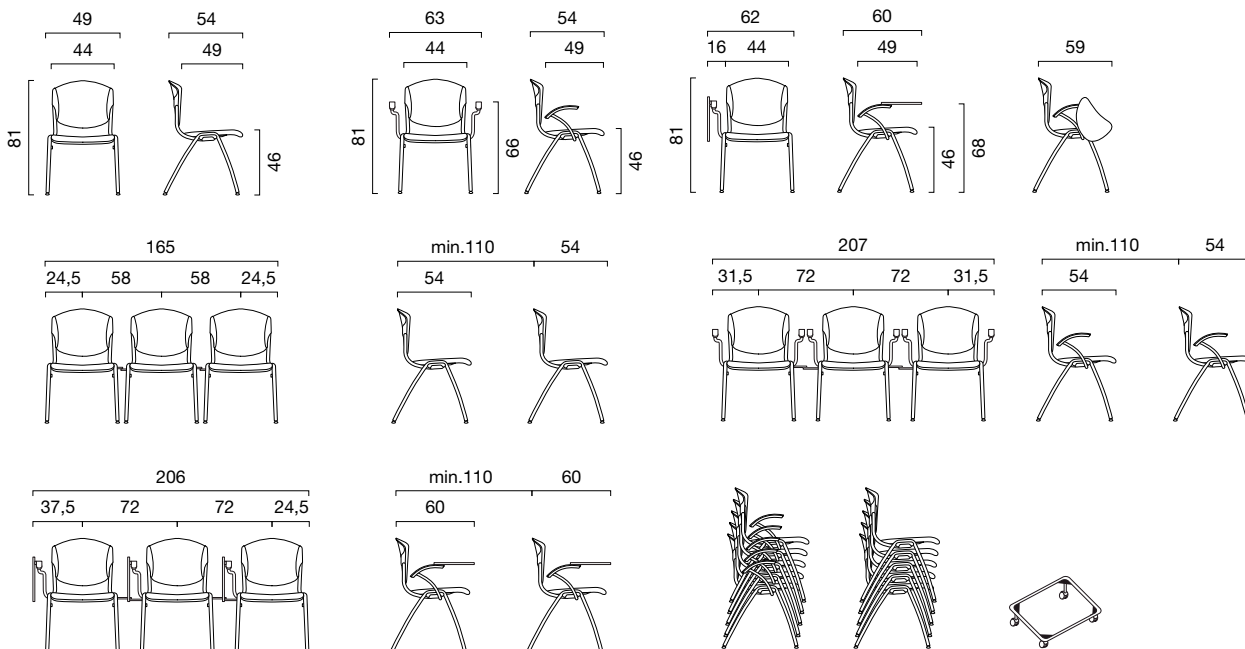 49 54 63 54 62 60
44 49 44 49 16 44 49 59
81 46 81 66 46 81 46 68
165 min.110 54 207 min.110 54
24,5 58 58 24,5 54 31,5 72 72 31,5 54
206 min.110 60
37,5 72 72 24,5 60